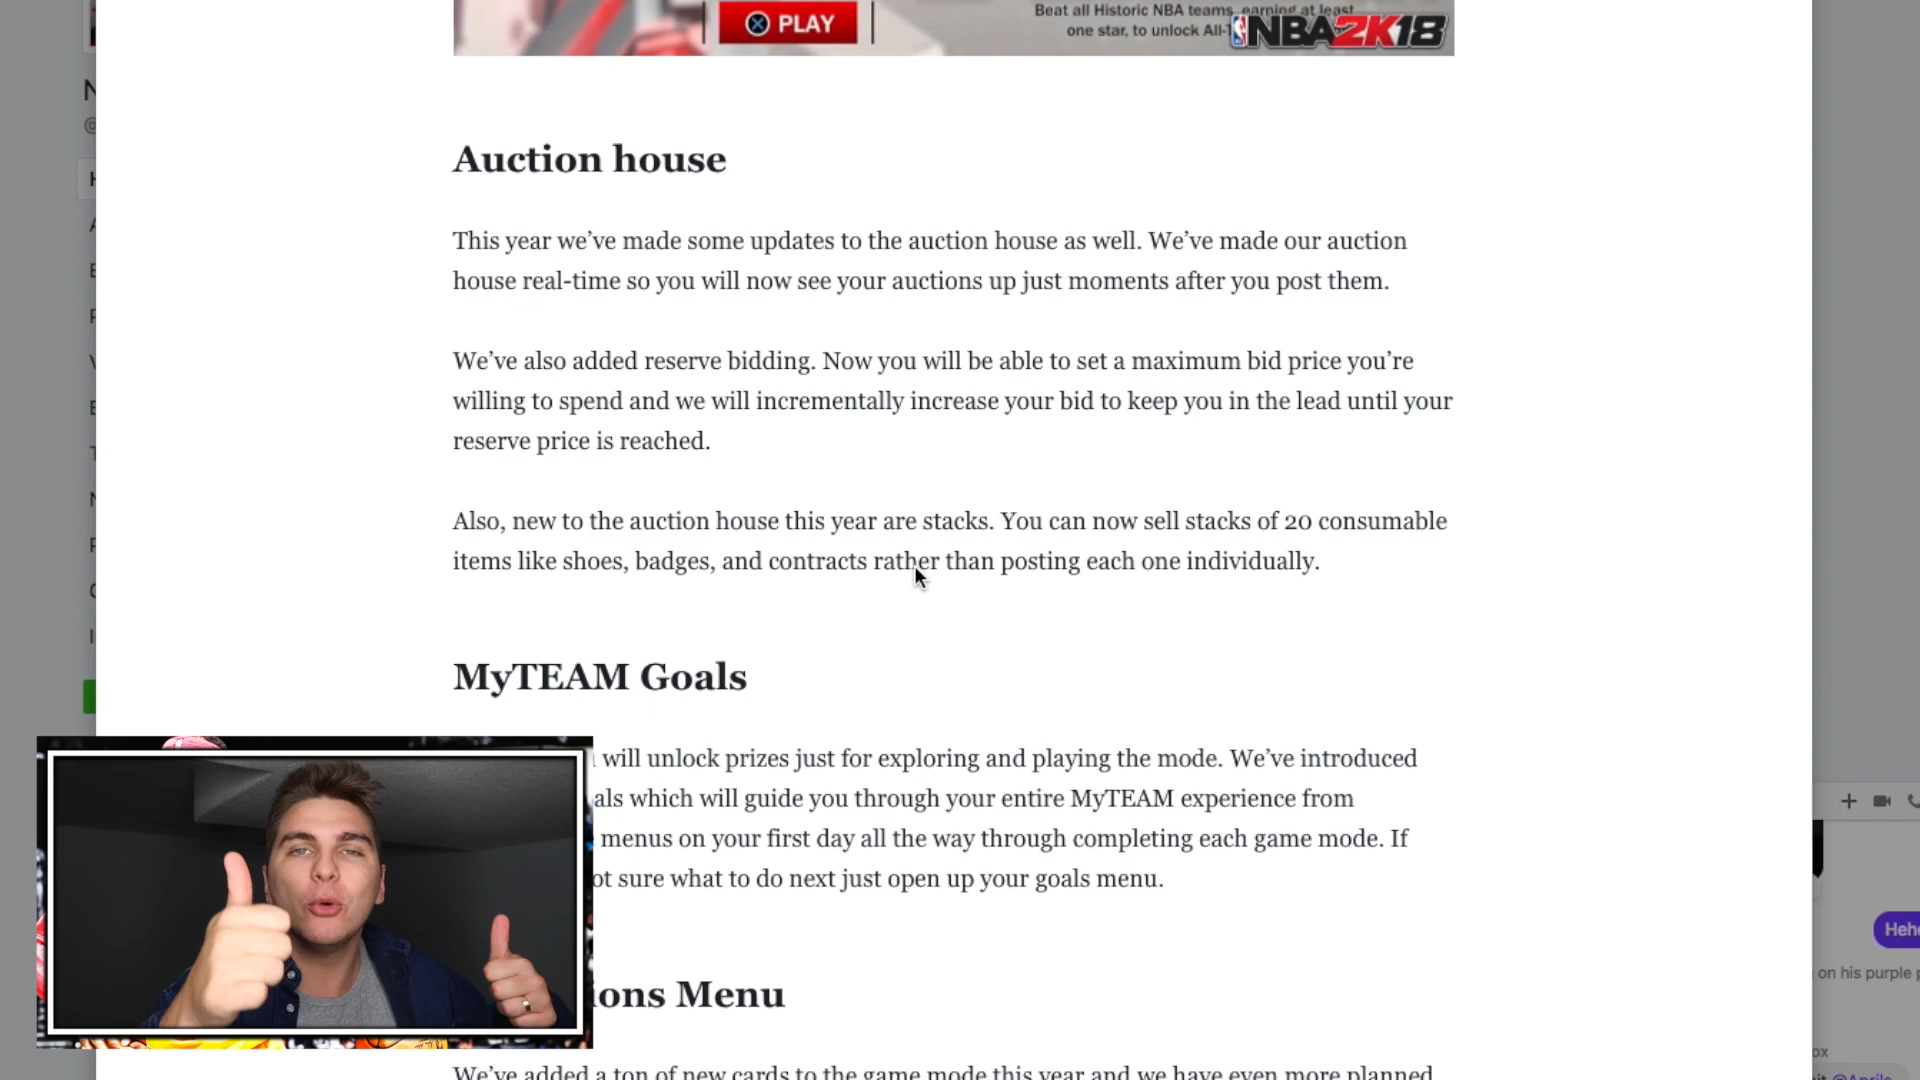 PLAY
Beat all Historic NBA teams, earning at least
one star, to unlock All-
NBA2K18
Auction house
This year we’ve made some updates to the auction house as well. We’ve made our auction
house real-time so you will now see your auctions up just moments after you post them.
We’ve also added reserve bidding. Now you will be able to set a maximum bid price you’re
willing to spend and we will incrementally increase your bid to keep you in the lead until your
reserve price is reached.
Also, new to the auction house this year are stacks. You can now sell stacks of 20 consumable
items like shoes, badges, and contracts rather than posting each one individually.
MyTEAM Goals
will unlock prizes just for exploring and playing the mode. We’ve introduced
als which will guide you through your entire MyTEAM experience from
menus on your first day all the way through completing each game mode. If
ot sure what to do next just open up your goals menu.
ions Menu
We’ve added a ton of new cards to the game mode this year and we have even more planned
Hehe
on his purple